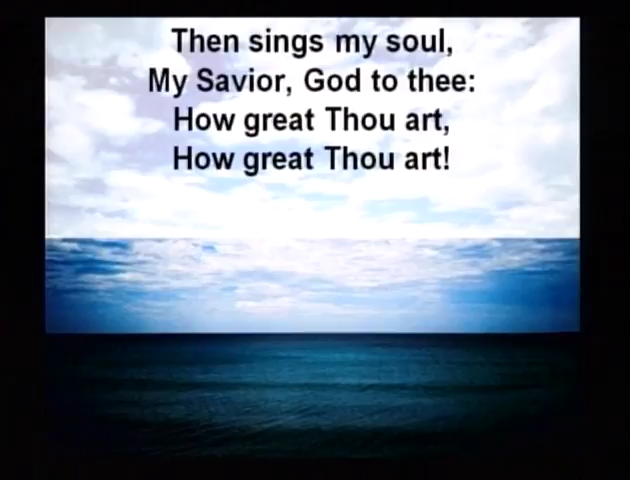 Then sings my soul,
My Savior, God to thee:
How great Thou art,
How great Thou art!